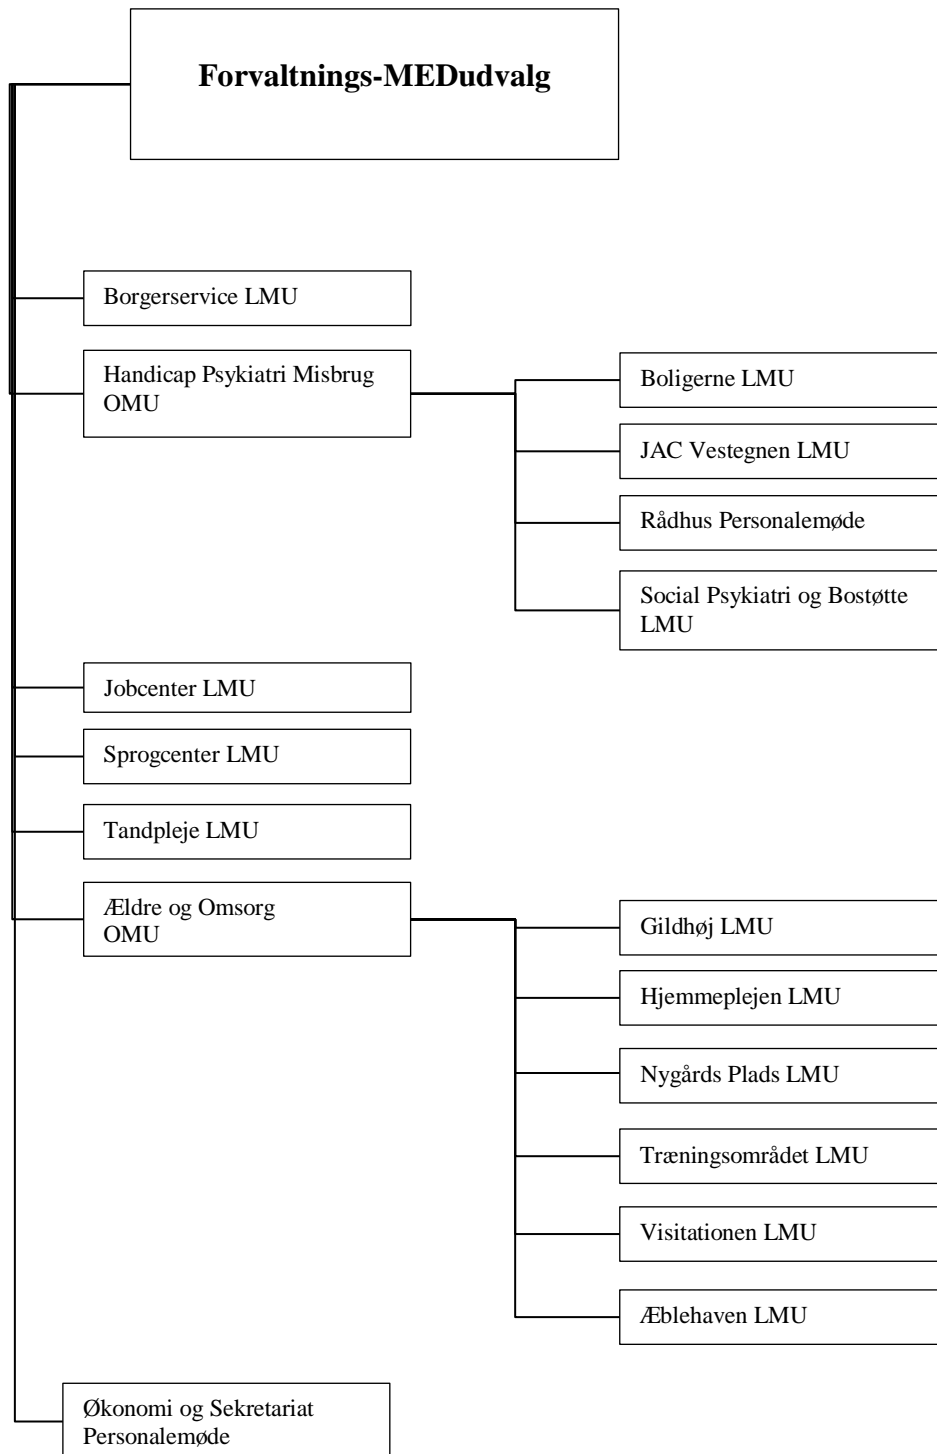 Forvaltnings-MEDudvalg
Borgerservice LMU
Handicap Psykiatri Misbrug
OMU
Boligerne LMU
JAC Vestegnen LMU
Rådhus Personalemøde
Social Psykiatri og Bostøtte
LMU
Jobcenter LMU
Sprogcenter LMU
Tandpleje LMU
Ældre og Omsorg
OMU
Gildhøj LMU
Hjemmeplejen LMU
Nygårds Plads LMU
Træningsområdet LMU
Visitationen LMU
Æblehaven LMU
Økonomi og Sekretariat
Personalemøde